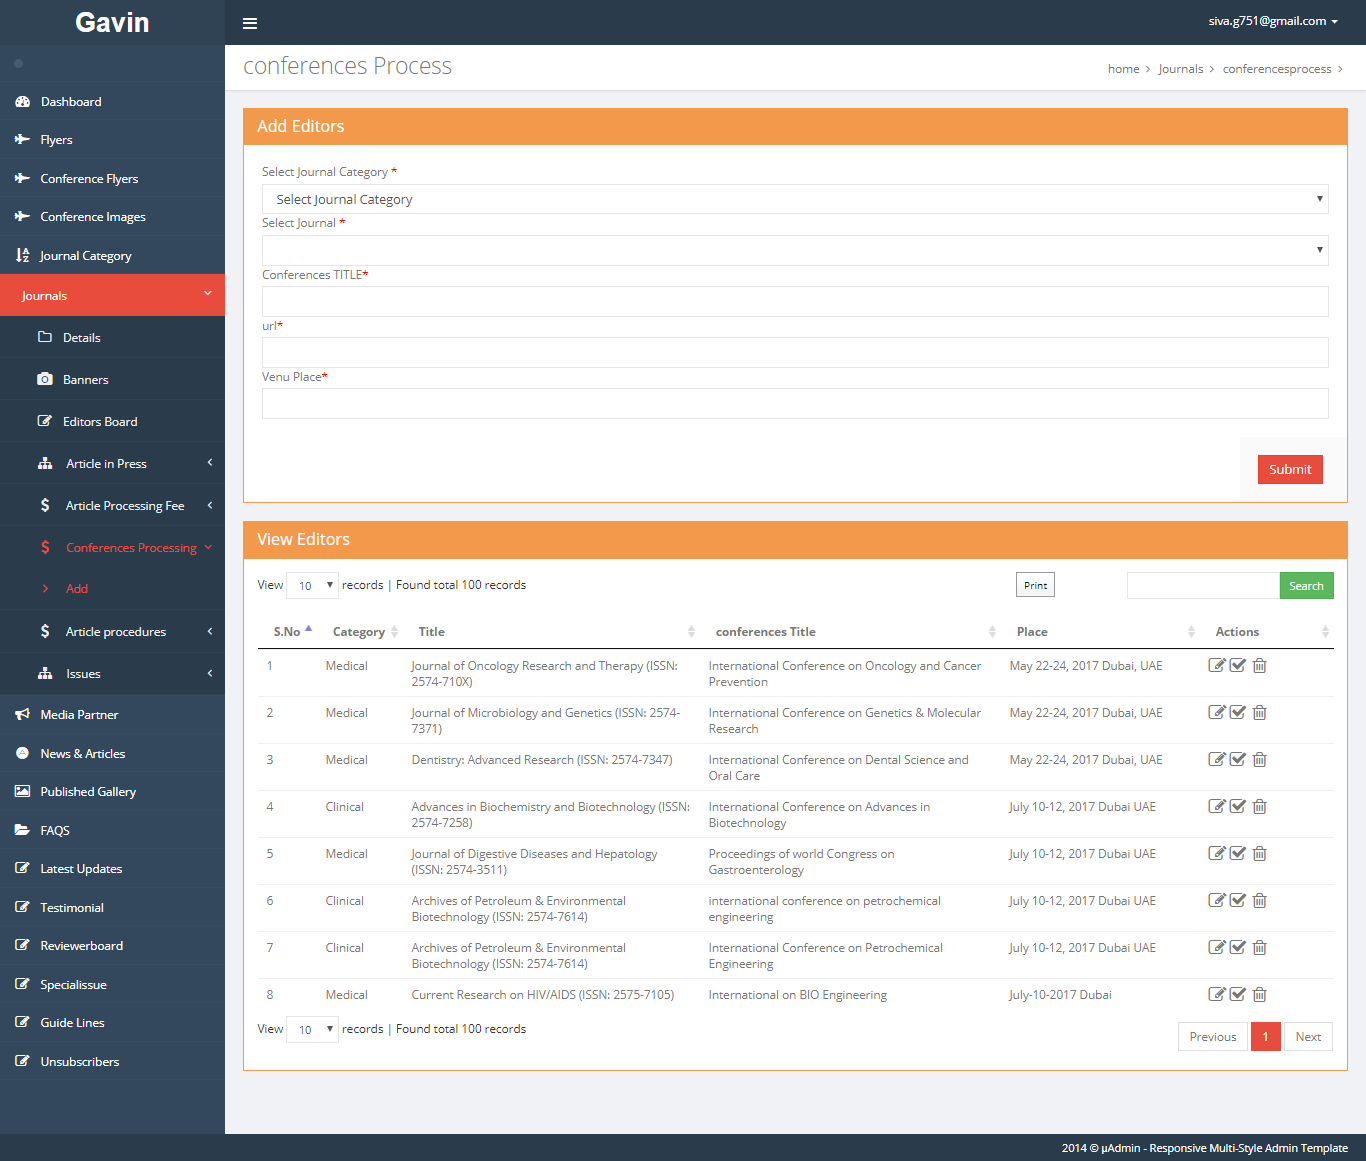 Gavin
siva.g751@gmail.com
conferences Process
home > Journals > conferencesprocess >
Dashboard
Flyers
Conference Flyers
Conference Images
Journal Category
Journals
Details
Banners
Editors Board
Article in Press
Article Processing Fee
Conferences Processing
Add
Article procedures
Issues
Media Partner
News & Articles
Published Gallery
FAQS
Latest Updates
Testimonial
Reviewerboard
Specialissue
Guide Lines
Unsubscribers
Add Editors
Select Journal Category *
Select Journal Category
Select Journal *
Conferences TITLE*
url*
Venu Place*
Submit
View Editors
View 10 records | Found total 100 records Print Search
S.No Category Title conferences Title Place Actions
1 Medical Journal of Oncology Research and Therapy (ISSN: International Conference on Oncology and Cancer May 22-24, 2017 Dubai, UAE
2574-710X) Prevention
2 Medical Journal of Microbiology and Genetics (ISSN: 2574- International Conference on Genetics & Molecular May 22-24, 2017 Dubai, UAE
7371) Research
3 Medical Dentistry: Advanced Research (ISSN: 2574-7347) International Conference on Dental Science and May 22-24, 2017 Dubai, UAE
Oral Care
4 Clinical Advances in Biochemistry and Biotechnology (ISSN: International Conference on Advances in July 10-12, 2017 Dubai UAE
2574-7258) Biotechnology
5 Medical Journal of Digestive Diseases and Hepatology Proceedings of world Congress on July 10-12, 2017 Dubai UAE
(ISSN: 2574-3511) Gastroenterology
6 Clinical Archives of Petroleum & Environmental international conference on petrochemical July 10-12, 2017 Dubai UAE
Biotechnology (ISSN: 2574-7614) engineering
7 Clinical Archives of Petroleum & Environmental International Conference on Petrochemical July 10-12, 2017 Dubai UAE
Biotechnology (ISSN: 2574-7614) Engineering
8 Medical Current Research on HIV/AIDS (ISSN: 2575-7105) International on BIO Engineering July-10-2017 Dubai
View 10 records | Found total 100 records
Previous 1 Next
2014 © µAdmin - Responsive Multi-Style Admin Template